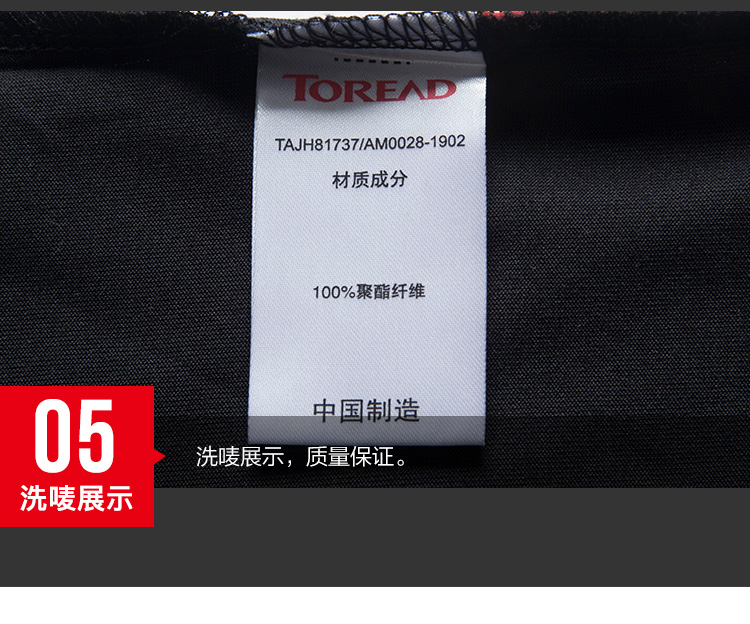 TOREAD
TAJH81737/AM0028-1902
材质成分
100%聚酯纤维
中国制造
05
洗唛展示
洗唛展示，质量保证。